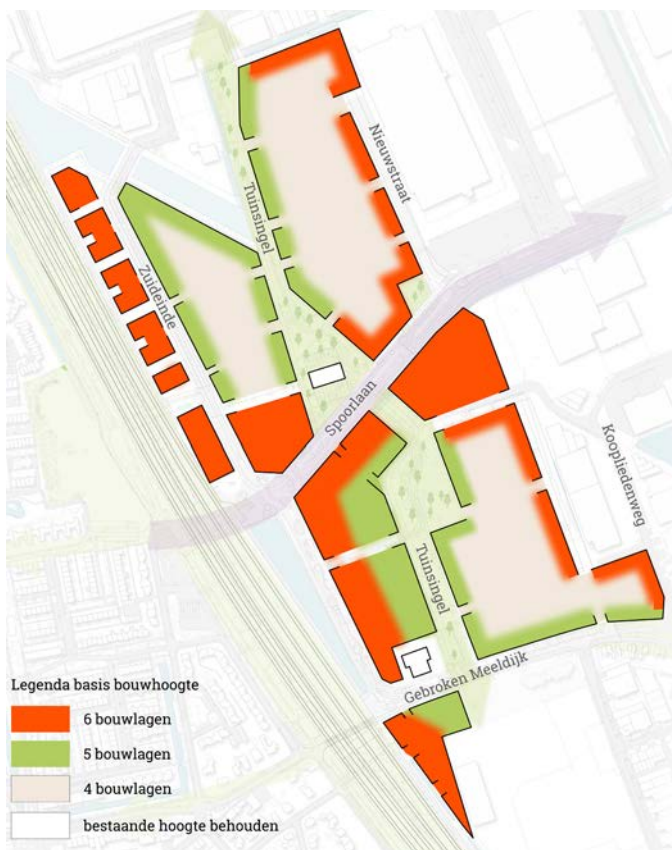 Nieuwstraat
Tuinsingel
Zuideinde
Spoorlaan
Koopliedenweg
Tuinsingel
Gebroken Meeldijk
Legenda basis bouwhoogte
6 bouwlagen
5 bouwlagen
4 bouwlagen
bestaande hoogte behouden